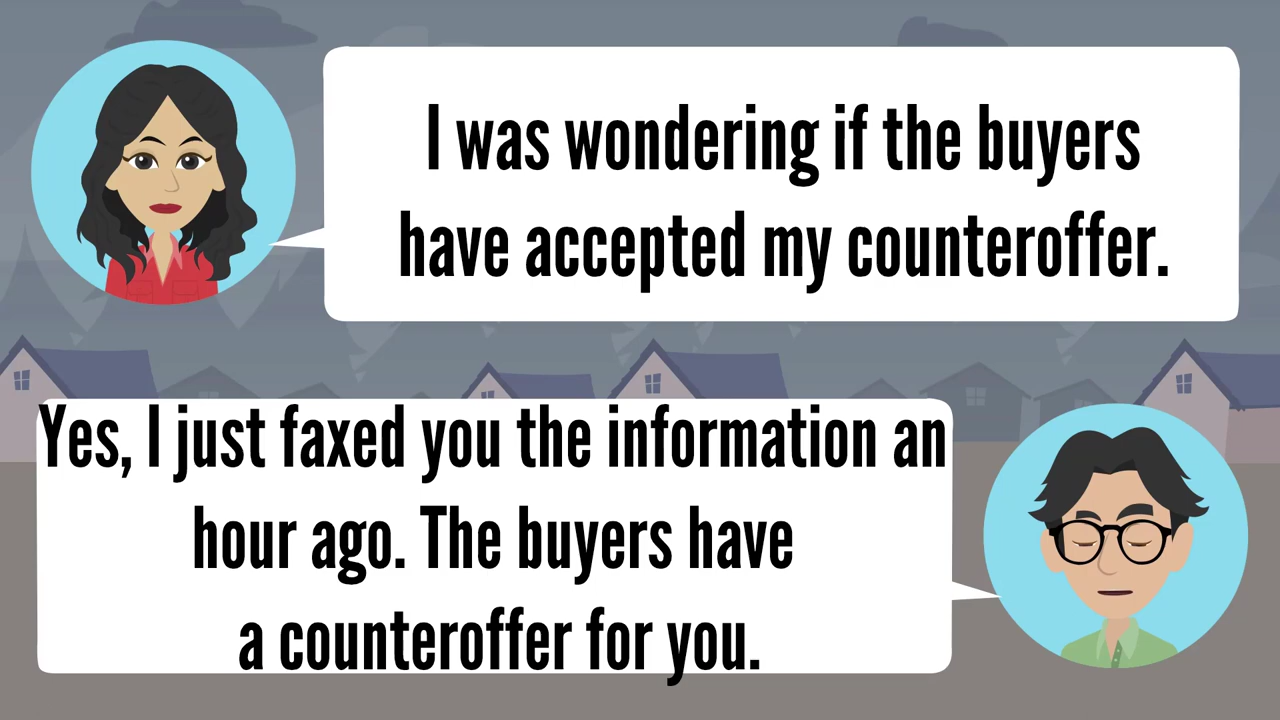 I was wondering if the buyers
have accepted my counteroffer.
Yes, I just faxed you the information an
hour ago. The buyers have
a counteroffer for you.